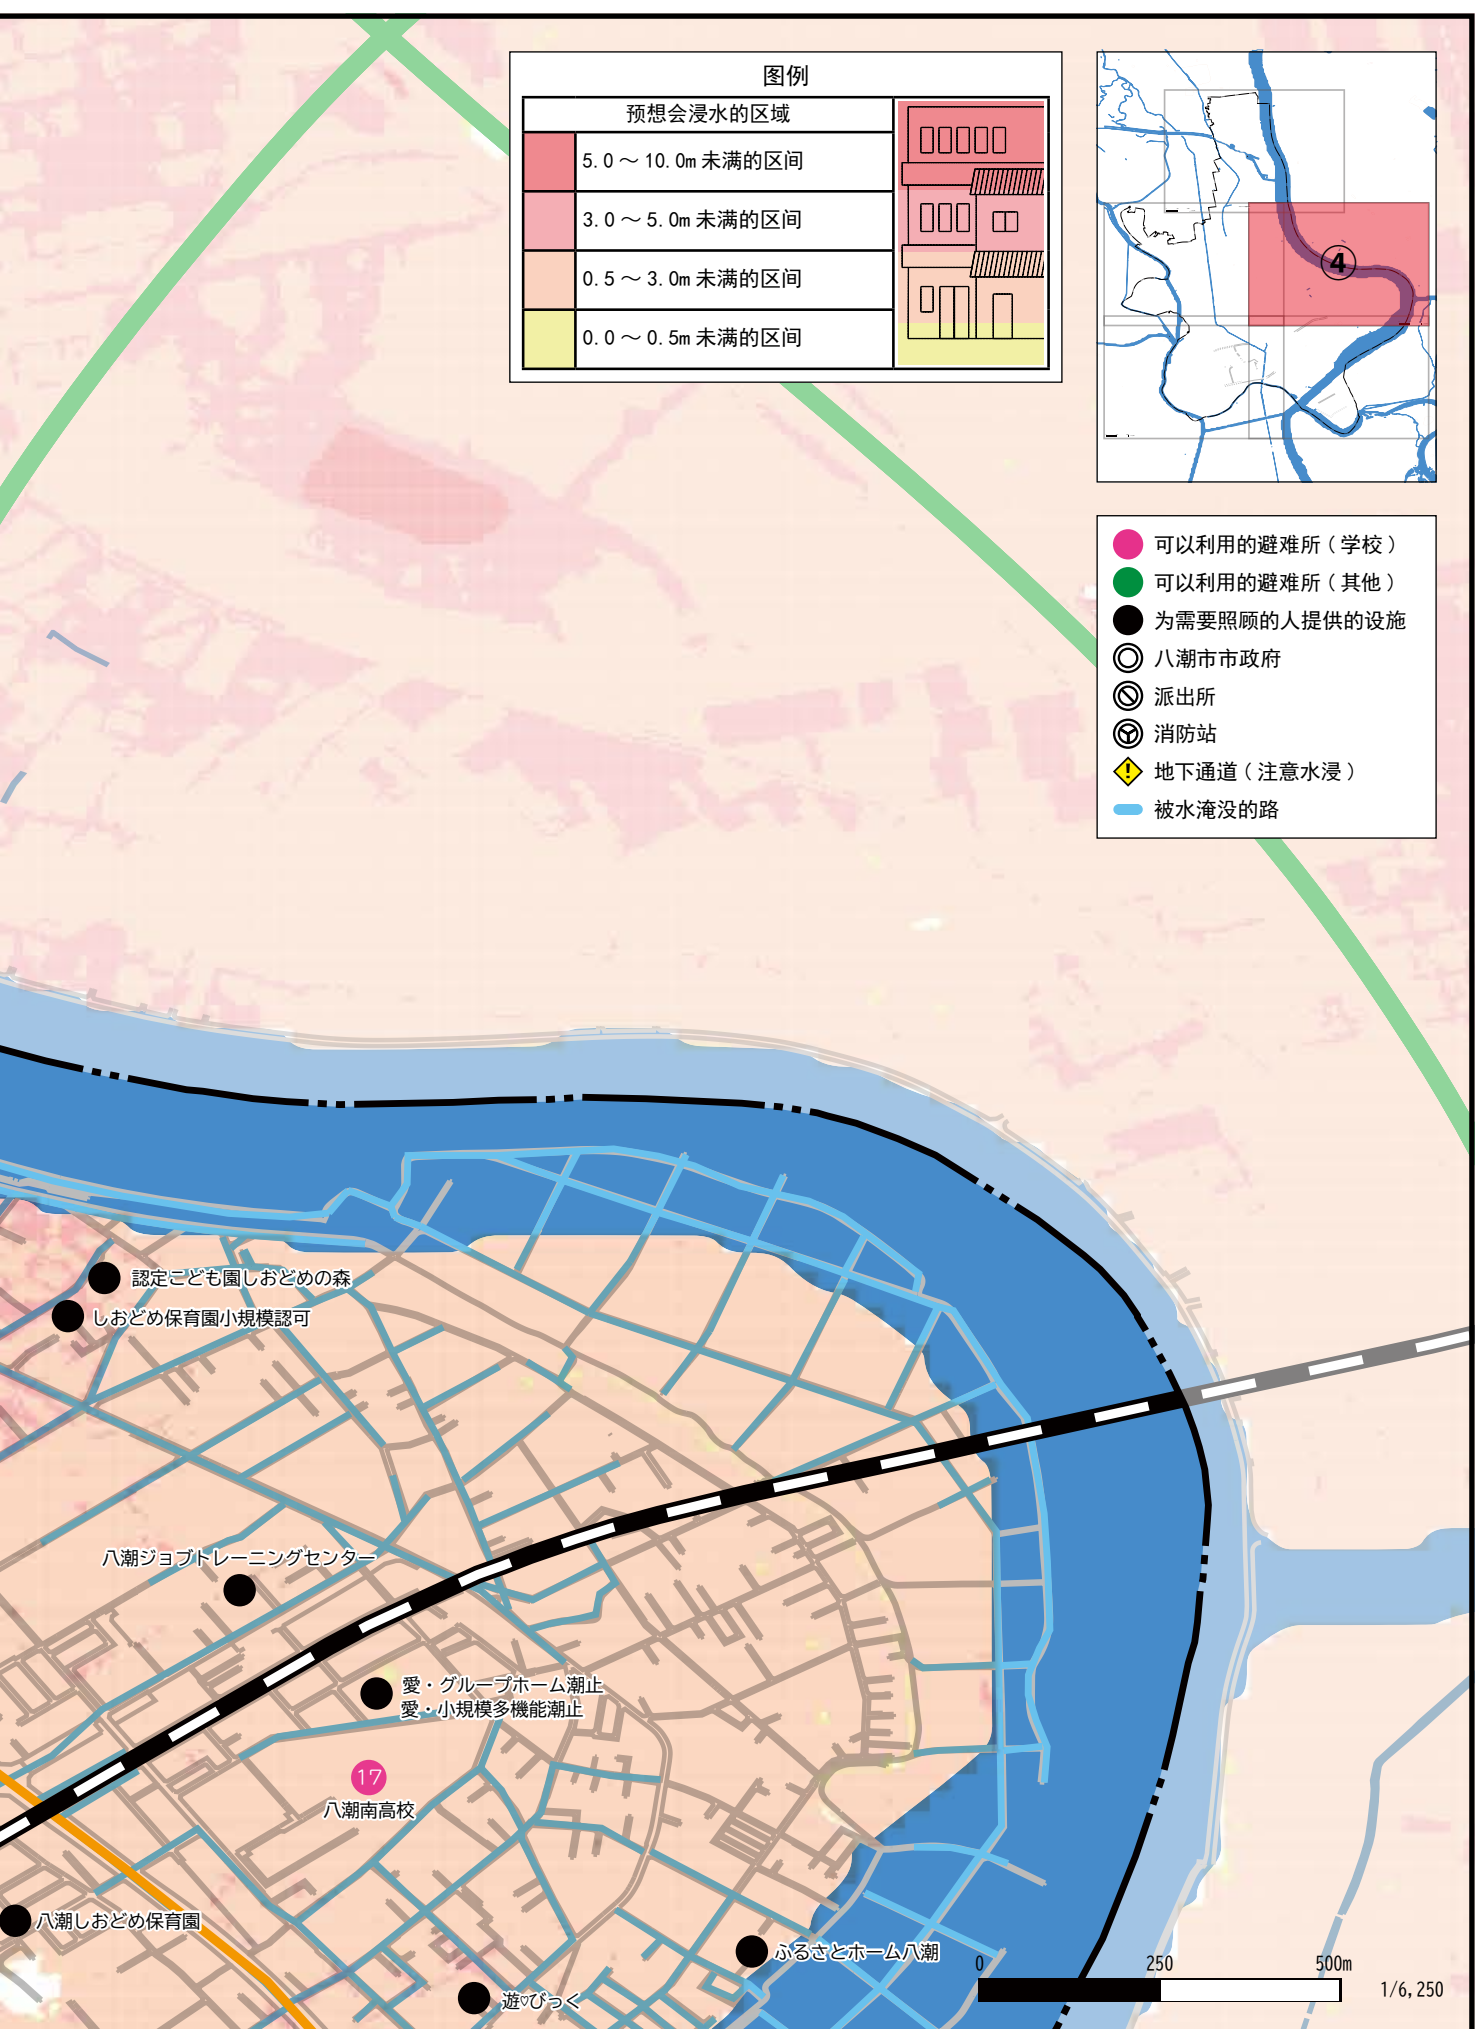 图例
预想会浸水的区域
5.0～10.0m 未满的区间
3.0～5.0m 未满的区间
0.5～3.0m 未满的区间
0.0～0.5m 未满的区间
4
可以利用的避难所（学校）
可以利用的避难所（其他）
为需要照顾的人提供的设施
八潮市市政府
派出所
消防站
地下通道（注意水浸）
被水淹没的路
認定こども園しおどめの森
しおどめ保育園小規模認可
八潮ジョブトレーニングセンター
愛・グループホーム潮止
愛・小規模多機能潮止
17
八潮南高校
八潮しおどめ保育園
ふるさとホーム八潮
遊♡びっく
0 250 500m
1/6,250